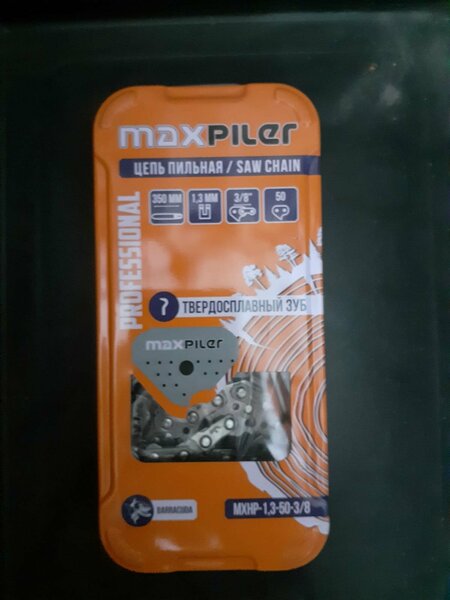 maxPILer
ЦЕПЬ ПИЛЬНАЯ / SAW CHAIN
350 ММ 1,3 ММ 3/8" 50
PROFESSIONAL
ТВЕРДОСПЛАВНЫЙ ЗУБ
maxPILer
BARRACUDA
MXHP-1,3-50-3/8